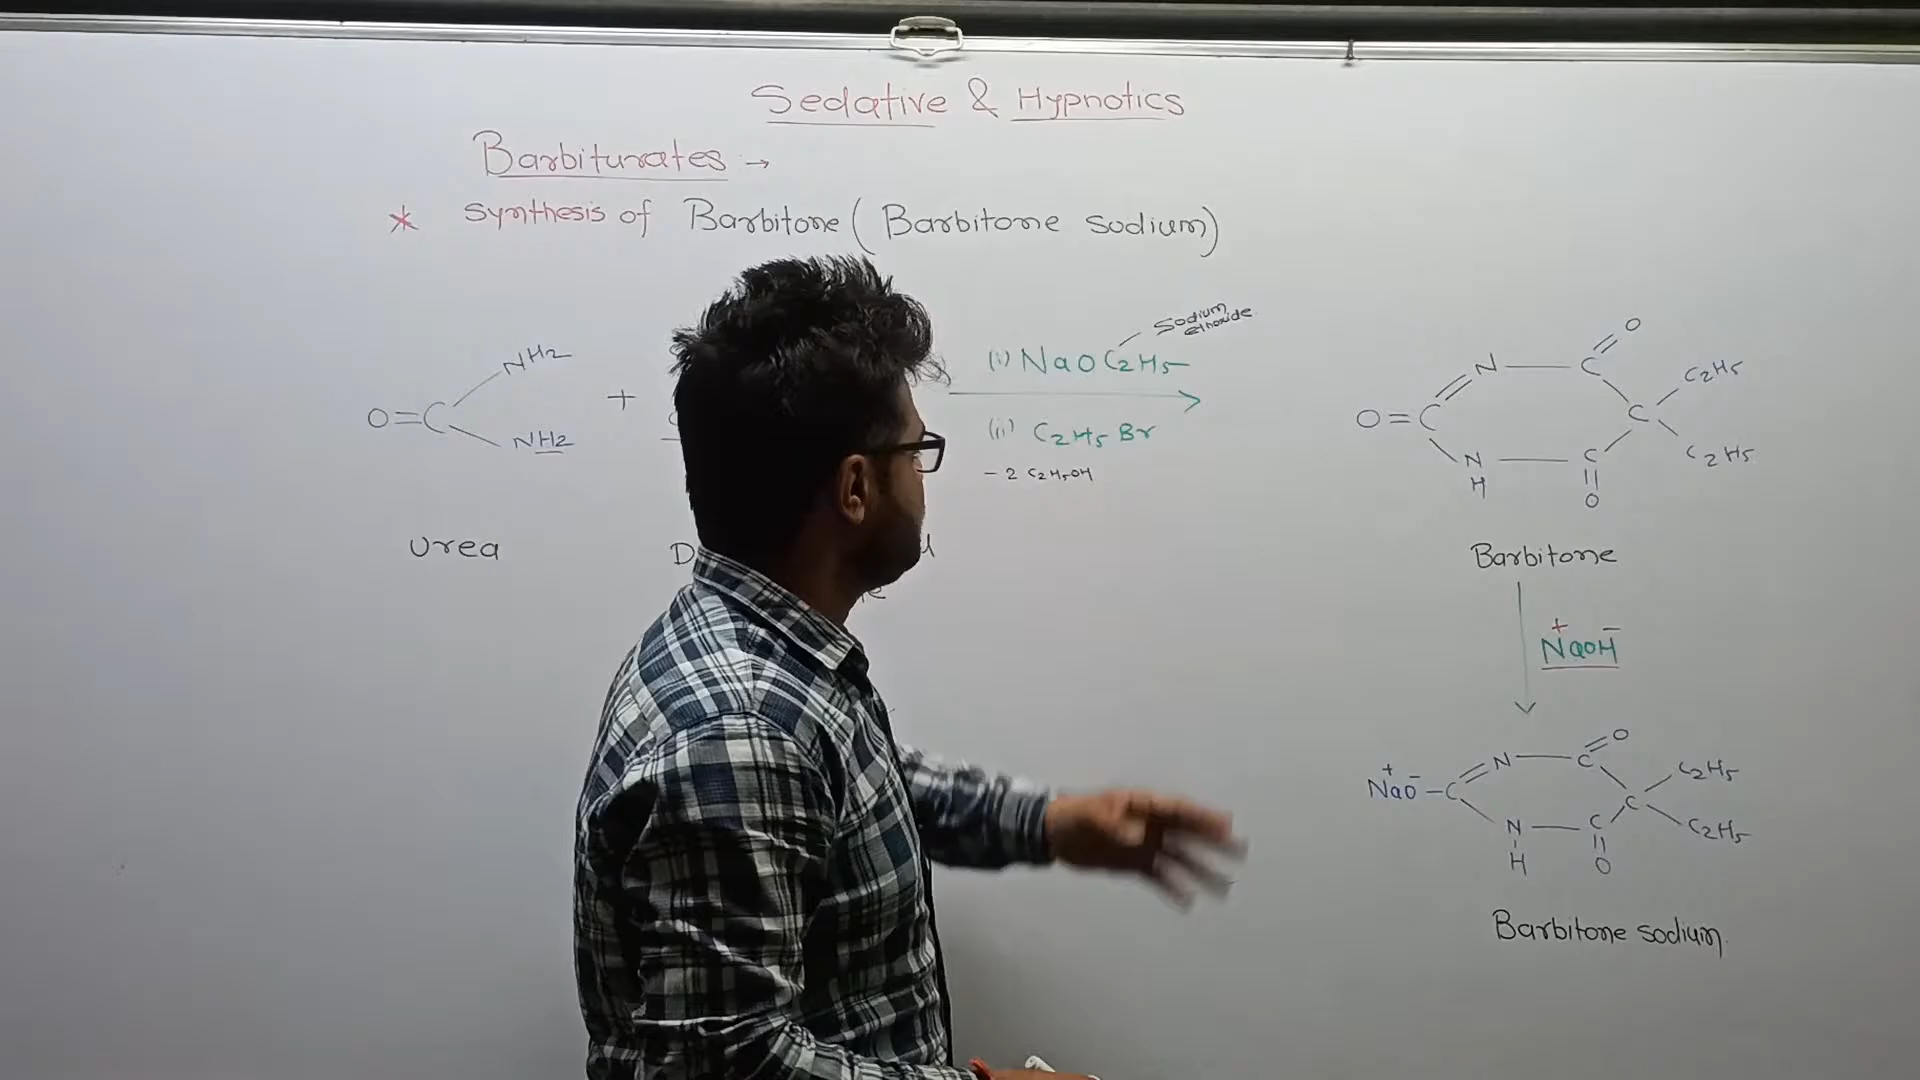 Sedative & Hypnotics
Barbiturates →
* Synthesis of Barbitone (Barbitone sodium)
Sodium
ethoxide
(i) NaOC2H5
(ii) C2H5Br
- 2 C2H5OH
NH2
O=C
NH2
+
urea
O
N C
C2H5
O=C C
C2H5
N C
H O
Barbitone
+ -
NaOH
O
N C
C2H5
+ -
NaO-C C
C2H5
N C
H O
Barbitone sodium.